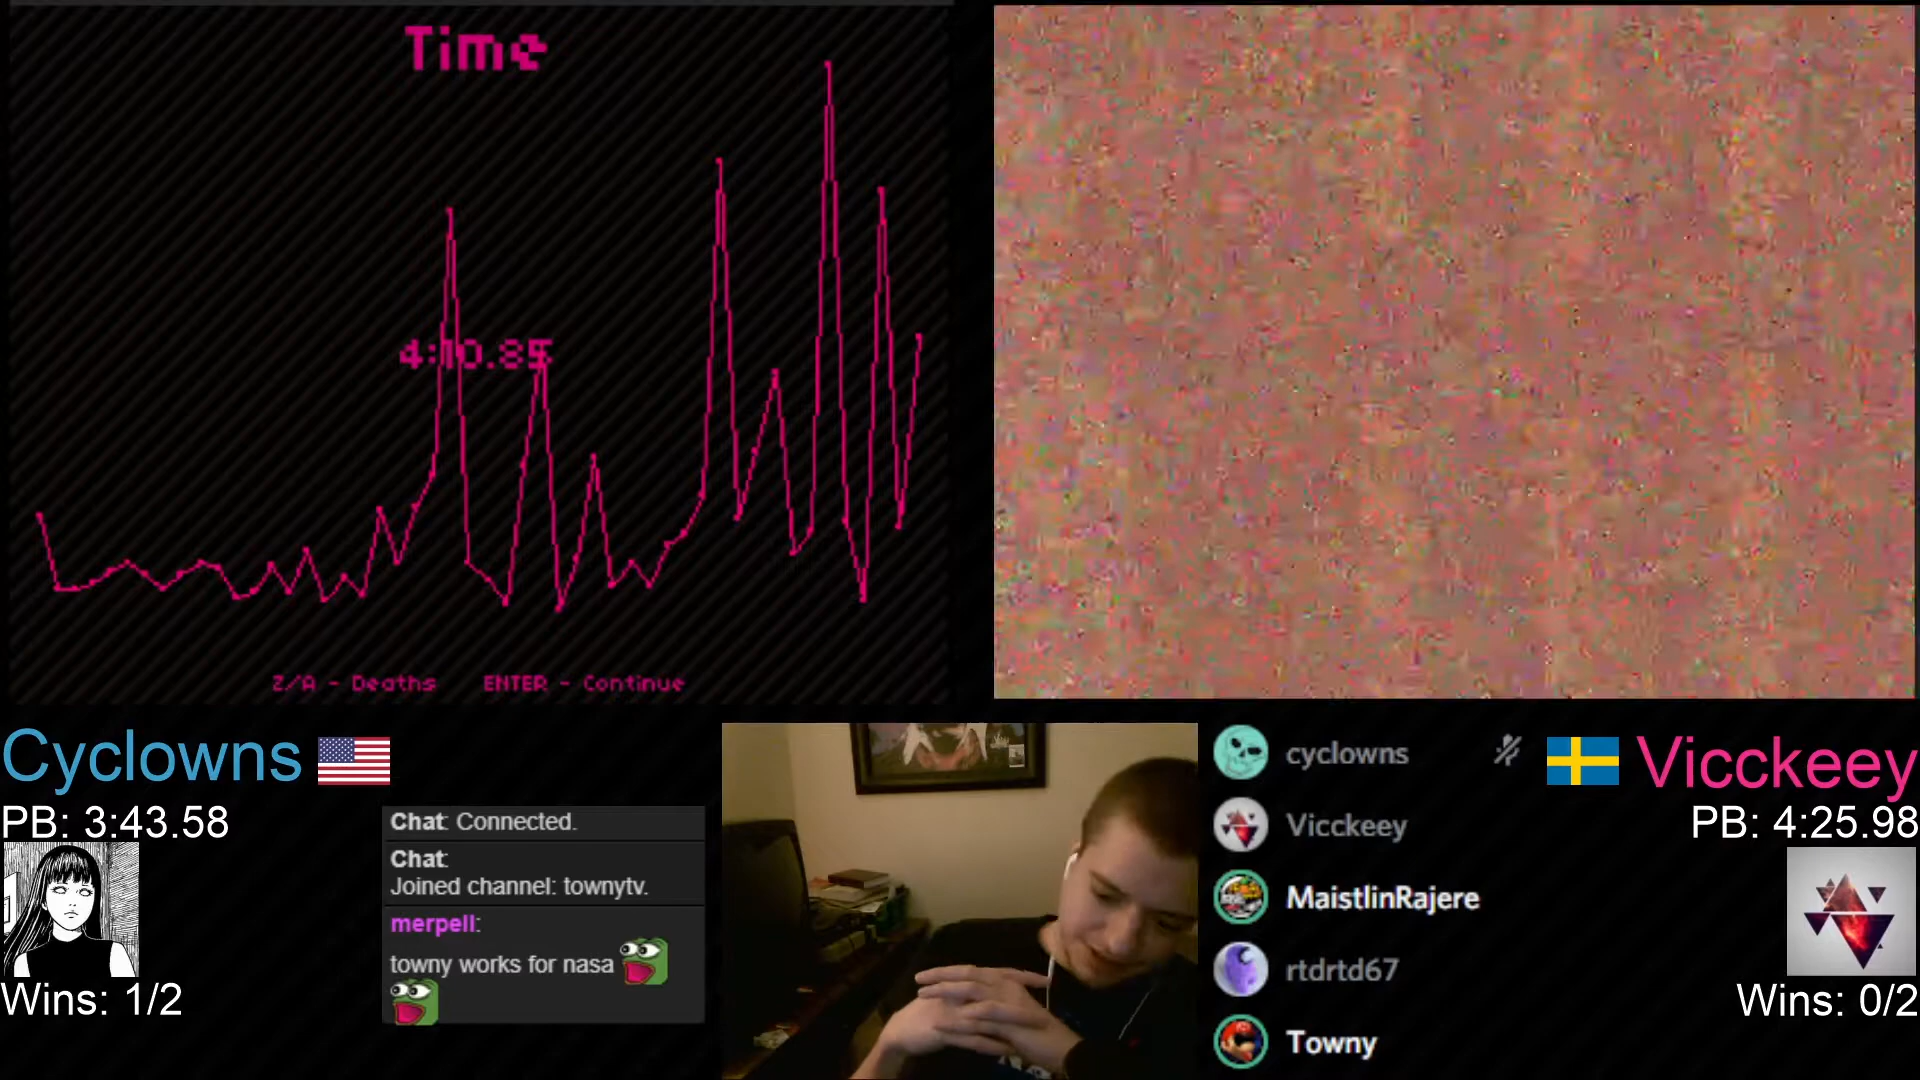 Time
4:10.85
Z/A - Deaths ENTER - Continue
Cyclowns
PB: 3:43.58
Wins: 1/2
Chat: Connected.
Chat:
Joined channel: townytv.
merpell:
towny works for nasa
cyclowns
Vicckeey
MaistlinRajere
rtdrtd67
Towny
Vicckeey
PB: 4:25.98
Wins: 0/2